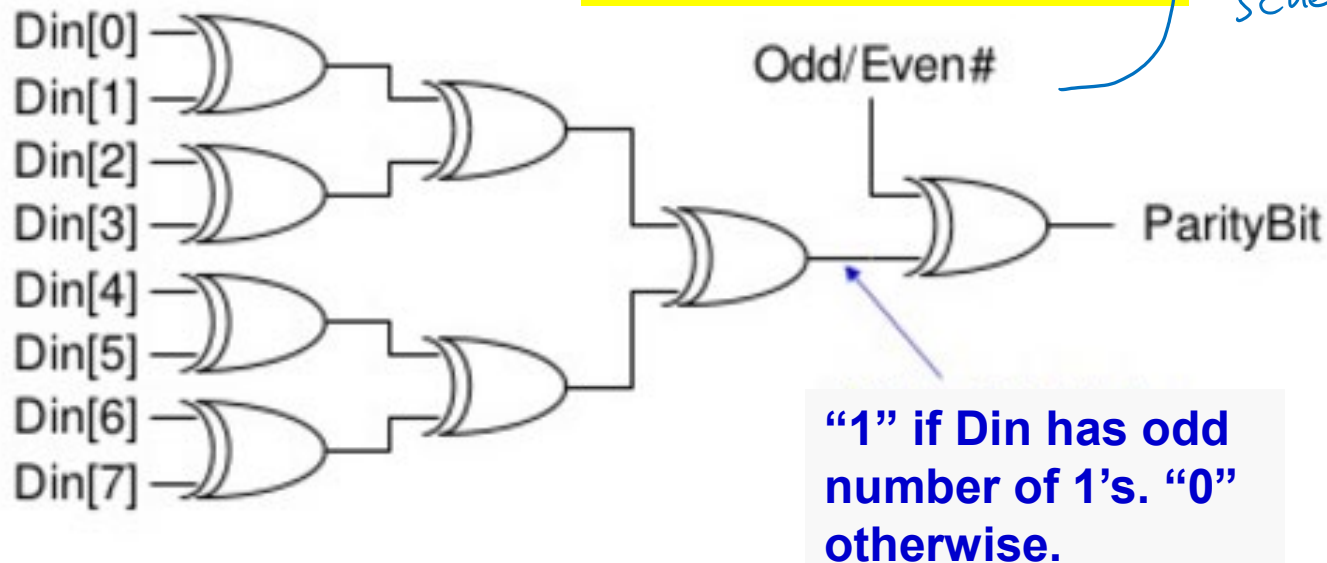 Din[0]
Din[1]
Din[2]
Din[3]
Din[4]
Din[5]
Din[6]
Din[7]
Odd/Even#
ParityBit
“1” if Din has odd
number of 1’s. “0”
otherwise.